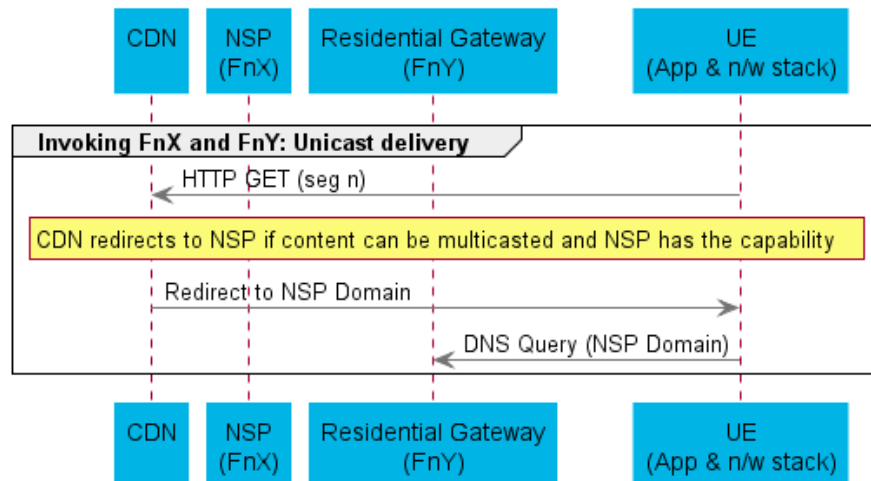 CDN
NSP
(FnX)
Residential Gateway
(FnY)
UE
(App & n/w stack)
Invoking FnX and FnY: Unicast delivery
HTTP GET (seg n)
CDN redirects to NSP if content can be multicasted and NSP has the capability
Redirect to NSP Domain
DNS Query (NSP Domain)
CDN
NSP
(FnX)
Residential Gateway
(FnY)
UE
(App & n/w stack)